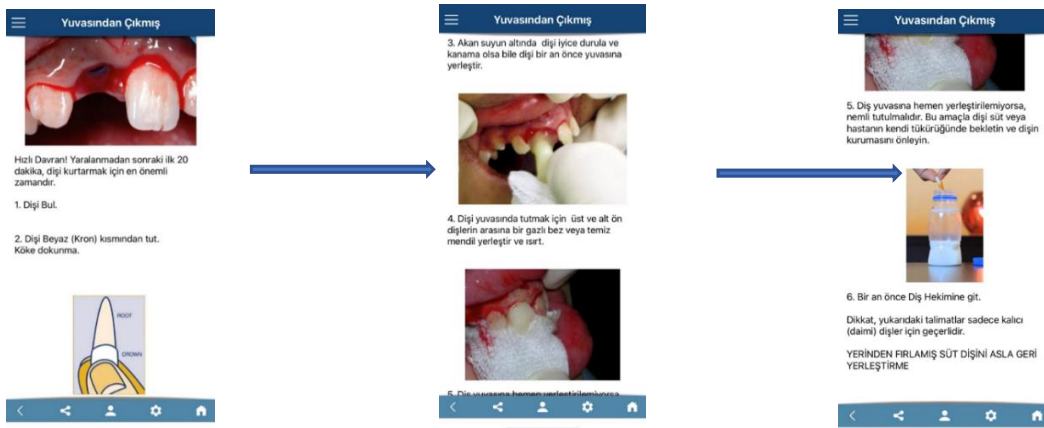 Yuvasından Çıkmış
Hızlı Davran! Yaralanmadan sonraki ilk 20
dakika, dişi kurtarmak için en önemli
zamandır.
1. Dişi Bul.
2. Dişi Beyaz (Kron) kısmından tut.
Köke dokunma.
ROOT
CROWN
Yuvasından Çıkmış
3. Akan suyun altında dişi iyice durula ve
kanama olsa bile dişi bir an önce yuvasına
yerleştir.
4. Dişi yuvasında tutmak için üst ve alt ön
dişlerin arasına bir gazlı bez veya temiz
mendil yerleştir ve ısırt.
5. Diş yuvasına hemen yerleştirilemiyorsa
Yuvasından Çıkmış
5. Diş yuvasına hemen yerleştirilemiyorsa,
nemli tutulmalıdır. Bu amaçla dişi süt veya
hastanın kendi tükürüğünde bekletin ve dişin
kurumasını önleyin.
6. Bir an önce Diş Hekimine git.
Dikkat, yukarıdaki talimatlar sadece kalıcı
(daimi) dişler için geçerlidir.
YERİNDEN FIRLAMIŞ SÜT DİŞİNİ ASLA GERİ
YERLEŞTİRME